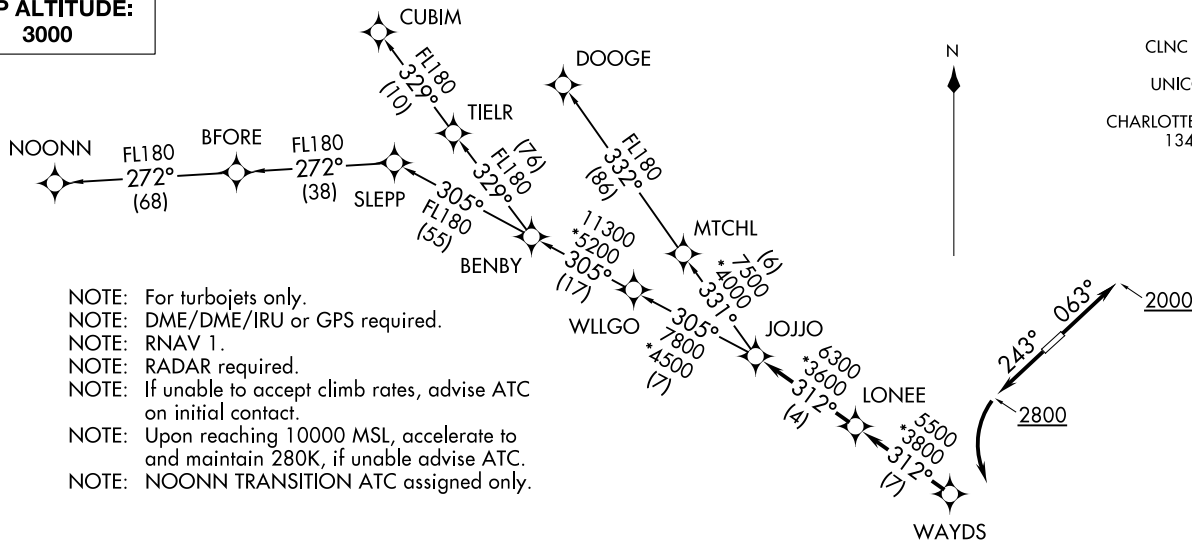 P ALTITUDE:
3000
CUBIM
DOOGE
N
CLNC
UNICO
CHARLOTTE
134
FL180
329°
(10)
TIELR
NOONN
BFORE
FL180
272°
(68)
FL180
272°
(38)
SLEPP
(76)
FL180
329°
FL180
332°
(86)
305°
FL180
(55)
BENBY
11300
*5200
305°
(17)
MTCHL
(6)
7500
*4000
331°
WLLGO
305°
7800
*4500
(7)
JOJJO
6300
*3600
312°
(4)
LONEE
5500
*3800
312°
(7)
WAYDS
063°
2000
243°
2800
NOTE: For turbojets only.
NOTE: DME/DME/IRU or GPS required.
NOTE: RNAV 1.
NOTE: RADAR required.
NOTE: If unable to accept climb rates, advise ATC
on initial contact.
NOTE: Upon reaching 10000 MSL, accelerate to
and maintain 280K, if unable advise ATC.
NOTE: NOONN TRANSITION ATC assigned only.